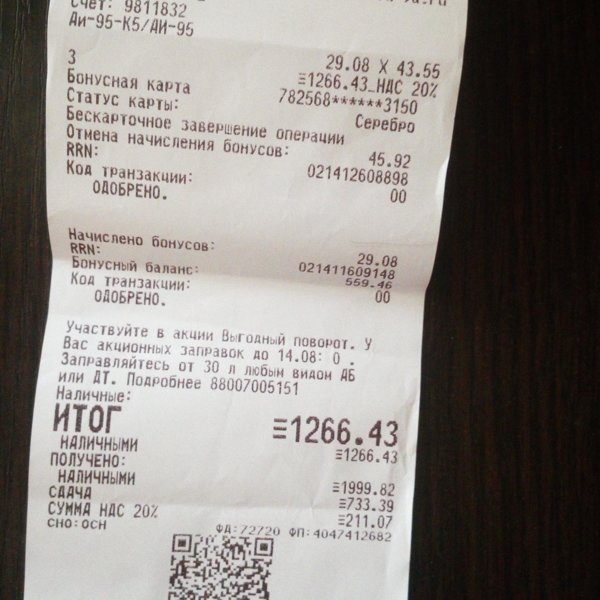 Счет: 9811832
Аи-95-К5/АИ-95
3
29.08 X 43.55
≡1266.43_НДС 20%
Бонусная карта
782568******3150
Статус карты:
Серебро
Бескарточное завершение операции
Отмена начисления бонусов:
45.92
RRN:
021412608898
Код транзакции:
00
ОДОБРЕНО.
Начислено бонусов:
29.08
RRN:
021411609148
Бонусный баланс:
559.46
Код транзакции:
00
ОДОБРЕНО.
Участвуйте в акции Выгодный поворот. У
Вас акционных заправок до 14.08: 0 .
Заправляйтесь от 30 л любым видом АБ
или ДТ. Подробнее 88007005151
Наличные:
ИТОГ ≡1266.43
НАЛИЧНЫМИ ≡1266.43
ПОЛУЧЕНО:
НАЛИЧНЫМИ ≡1999.82
СДАЧА ≡733.39
СУММА НДС 20% ≡211.07
СНО:ОСН ФД:72720 ФП:4047412682